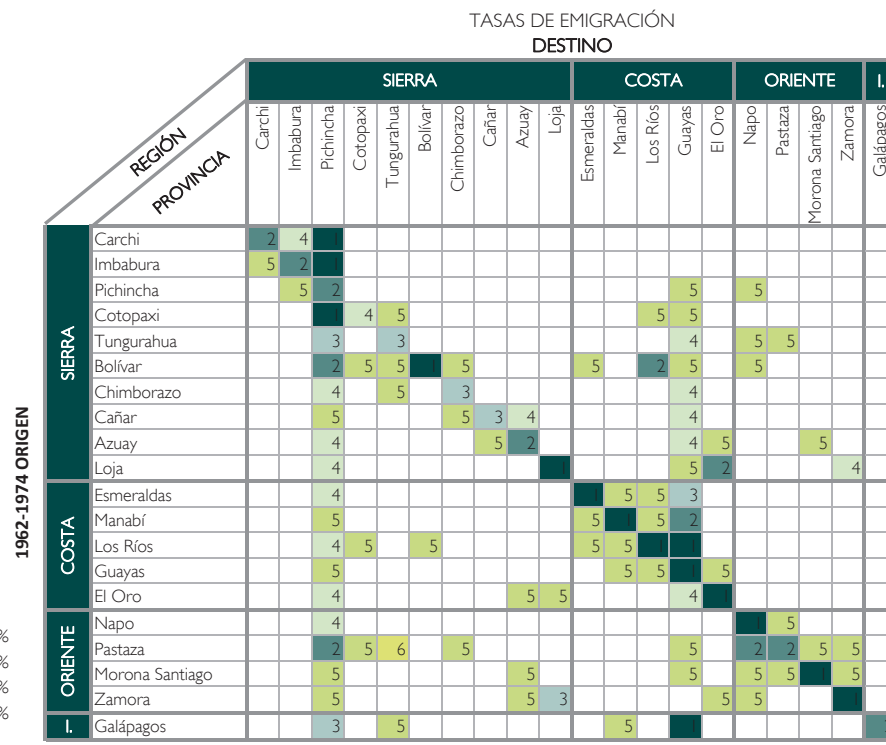 TASAS DE EMIGRACIÓN
DESTINO
SIERRA COSTA ORIENTE I.
REGIÓN
PROVINCIA
Carchi Imbabura Pichincha Cotopaxi Tungurahua Bolívar Chimborazo Cañar Azuay Loja Esmeraldas Manabí Los Ríos Guayas El Oro Napo Pastaza Morona Santiago Zamora Galápagos
1962-1974 ORIGEN
SIERRA
Carchi 2 4 1
Imbabura 5 2 1
Pichincha 5 2 5 5
Cotopaxi 1 4 5 5 5
Tungurahua 3 3 4 5 5
Bolívar 2 5 5 1 5 5 2 5 5
Chimborazo 4 5 3 4
Cañar 5 5 3 4 4
Azuay 4 5 2 4 5 5
Loja 4 1 5 2 4
COSTA
Esmeraldas 4 1 5 5 3
Manabí 5 5 1 5 2
Los Ríos 4 5 5 5 5 1 1
Guayas 5 5 5 1 5
El Oro 4 5 5 4 1
ORIENTE
Napo 4 1 5
Pastaza 2 5 6 5 5 2 2 5 5
Morona Santiago 5 5 5 5 5 1 5
Zamora 5 5 3 5 5 1
I.
Galápagos 3 5 5 1
%
%
%
%